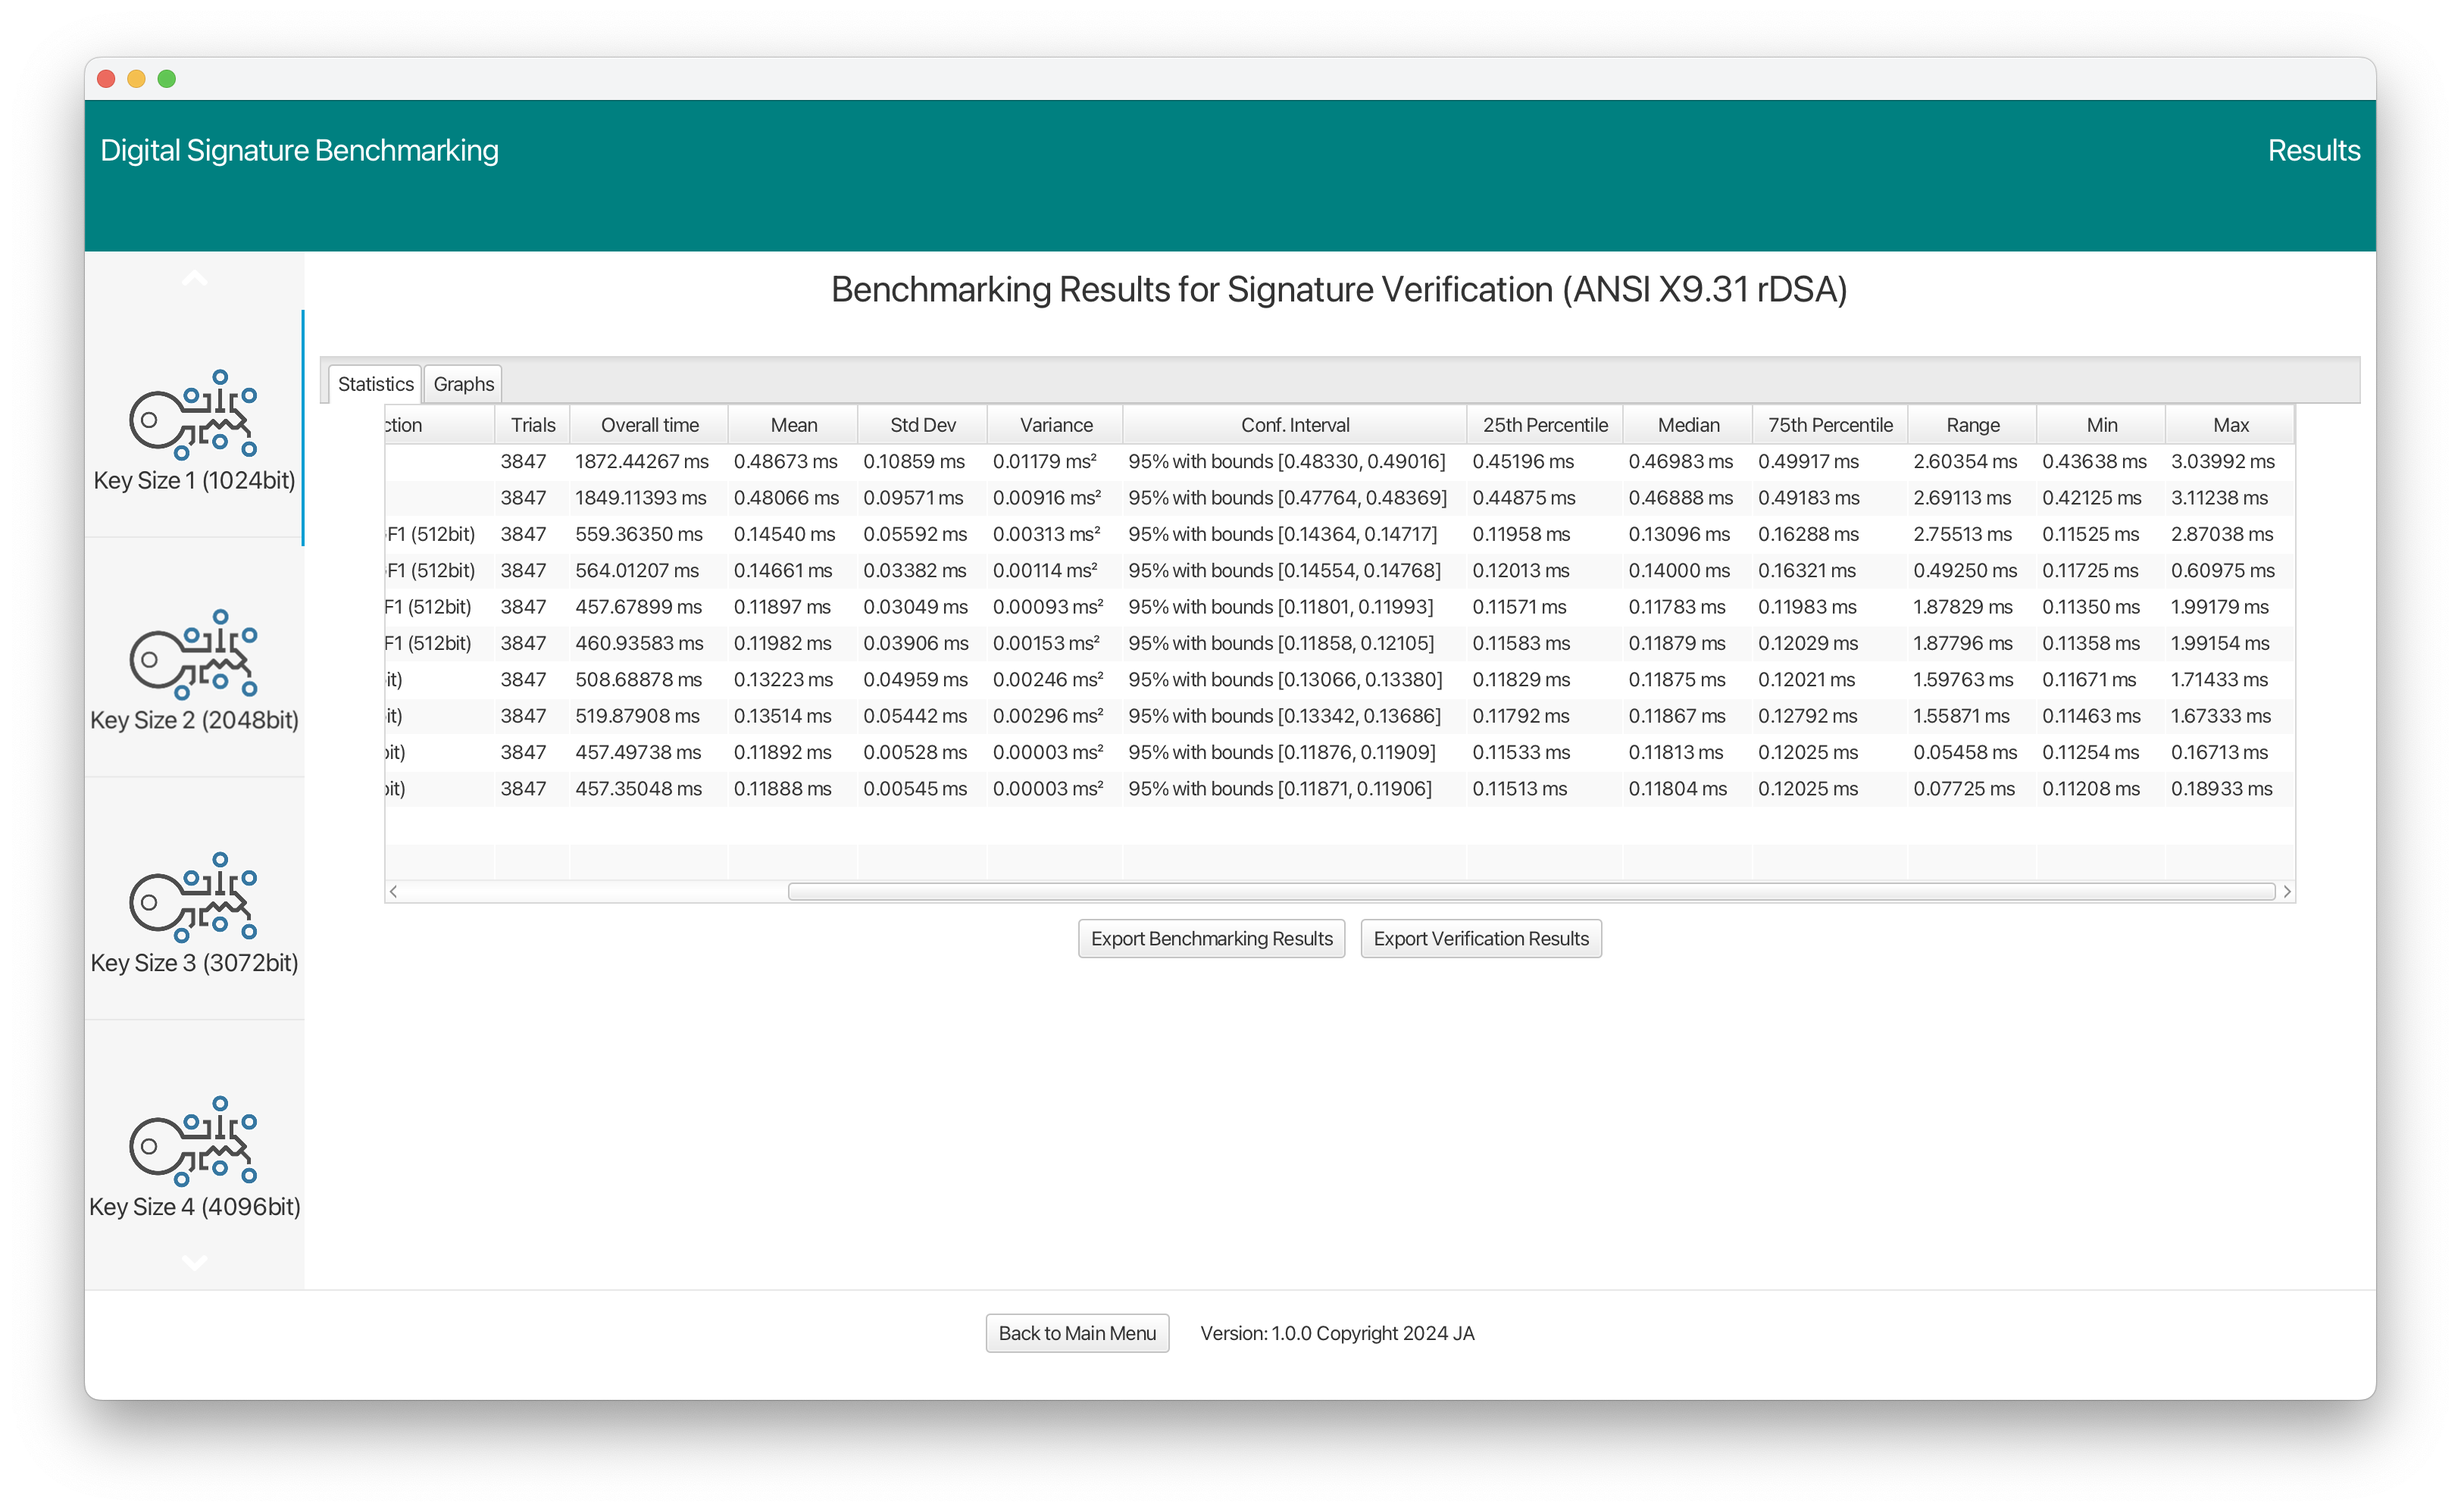 Digital Signature Benchmarking
Results
Benchmarking Results for Signature Verification (ANSI X9.31 rDSA)
Key Size 1 (1024bit)
Key Size 2 (2048bit)
Key Size 3 (3072bit)
Key Size 4 (4096bit)
Statistics Graphs
ction Trials Overall time Mean Std Dev Variance Conf. Interval 25th Percentile Median 75th Percentile Range Min Max
3847 1872.44267 ms 0.48673 ms 0.10859 ms 0.01179 ms² 95% with bounds [0.48330, 0.49016] 0.45196 ms 0.46983 ms 0.49917 ms 2.60354 ms 0.43638 ms 3.03992 ms
3847 1849.11393 ms 0.48066 ms 0.09571 ms 0.00916 ms² 95% with bounds [0.47764, 0.48369] 0.44875 ms 0.46888 ms 0.49183 ms 2.69113 ms 0.42125 ms 3.11238 ms
F1 (512bit) 3847 559.36350 ms 0.14540 ms 0.05592 ms 0.00313 ms² 95% with bounds [0.14364, 0.14717] 0.11958 ms 0.13096 ms 0.16288 ms 2.75513 ms 0.11525 ms 2.87038 ms
F1 (512bit) 3847 564.01207 ms 0.14661 ms 0.03382 ms 0.00114 ms² 95% with bounds [0.14554, 0.14768] 0.12013 ms 0.14000 ms 0.16321 ms 0.49250 ms 0.11725 ms 0.60975 ms
F1 (512bit) 3847 457.67899 ms 0.11897 ms 0.03049 ms 0.00093 ms² 95% with bounds [0.11801, 0.11993] 0.11571 ms 0.11783 ms 0.11983 ms 1.87829 ms 0.11350 ms 1.99179 ms
F1 (512bit) 3847 460.93583 ms 0.11982 ms 0.03906 ms 0.00153 ms² 95% with bounds [0.11858, 0.12105] 0.11583 ms 0.11879 ms 0.12029 ms 1.87796 ms 0.11358 ms 1.99154 ms
it) 3847 508.68878 ms 0.13223 ms 0.04959 ms 0.00246 ms² 95% with bounds [0.13066, 0.13380] 0.11829 ms 0.11875 ms 0.12021 ms 1.59763 ms 0.11671 ms 1.71433 ms
it) 3847 519.87908 ms 0.13514 ms 0.05442 ms 0.00296 ms² 95% with bounds [0.13342, 0.13686] 0.11792 ms 0.11867 ms 0.12792 ms 1.55871 ms 0.11463 ms 1.67333 ms
bit) 3847 457.49738 ms 0.11892 ms 0.00528 ms 0.00003 ms² 95% with bounds [0.11876, 0.11909] 0.11533 ms 0.11813 ms 0.12025 ms 0.05458 ms 0.11254 ms 0.16713 ms
bit) 3847 457.35048 ms 0.11888 ms 0.00545 ms 0.00003 ms² 95% with bounds [0.11871, 0.11906] 0.11513 ms 0.11804 ms 0.12025 ms 0.07725 ms 0.11208 ms 0.18933 ms
Export Benchmarking Results Export Verification Results
Back to Main Menu Version: 1.0.0 Copyright 2024 JA